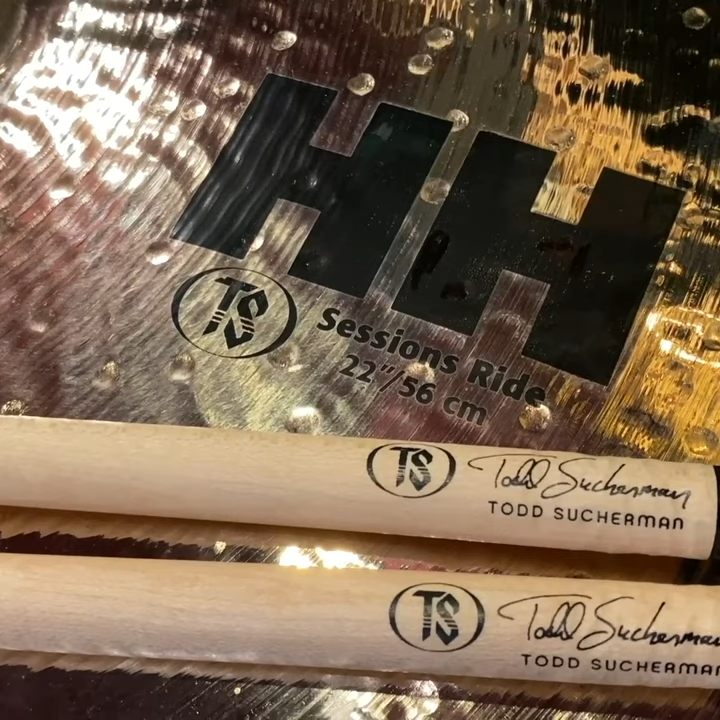 HH
TS
Sessions Ride
22"/56 cm
TS
Todd Sucherman
TODD SUCHERMAN
TS
Todd Sucherman
TODD SUCHERMAN